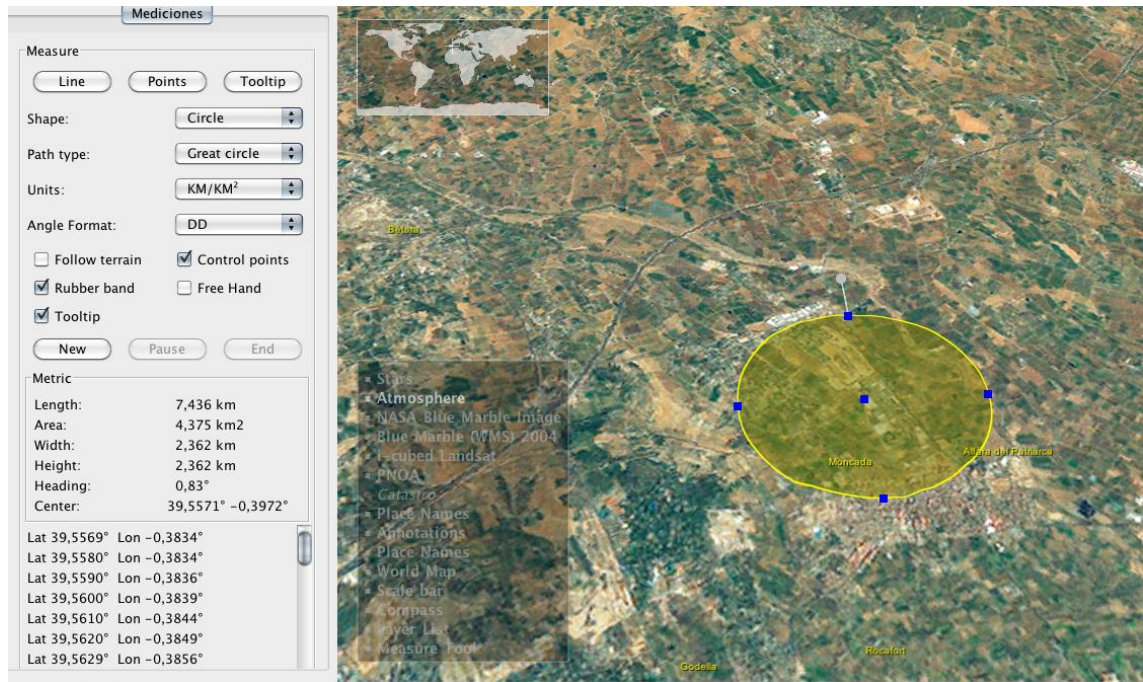 Mediciones
Measure
Line Points Tooltip
Shape: Circle
Path type: Great circle
Units: KM/KM²
Angle Format: DD
Follow terrain Control points
Rubber band Free Hand
Tooltip
New Pause End
Metric
Length: 7,436 km
Area: 4,375 km2
Width: 2,362 km
Height: 2,362 km
Heading: 0,83°
Center: 39,5571° -0,3972°
Lat 39,5569° Lon -0,3834°
Lat 39,5580° Lon -0,3834°
Lat 39,5590° Lon -0,3836°
Lat 39,5600° Lon -0,3839°
Lat 39,5610° Lon -0,3844°
Lat 39,5620° Lon -0,3849°
Lat 39,5629° Lon -0,3856°
Bétera
Stars
Atmosphere
NASA Blue Marble Image
Blue Marble (WMS) 2004
i-cubed Landsat
PNOA
Catastro
Place Names
Annotations
Place Names
World Map
Scale bar
Compass
Layer List
Measure Tool
Moncada
Alfara del Patriarca
Rocafort
Godella